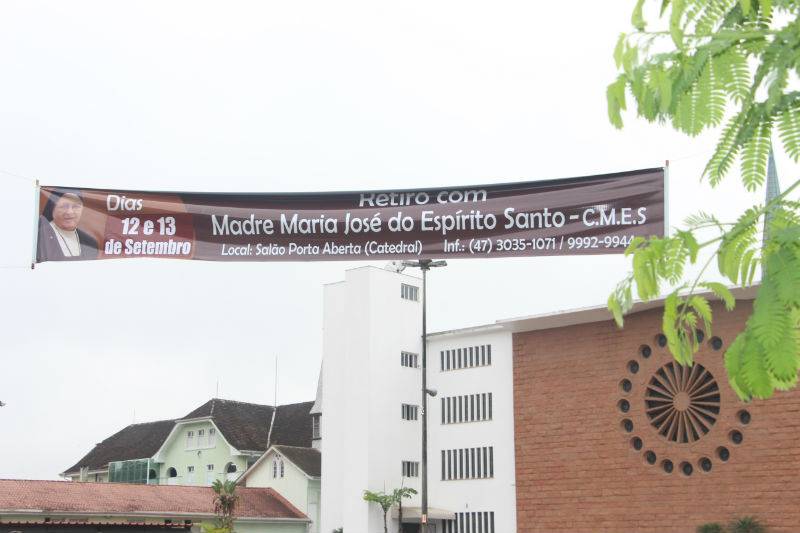 Dias
12 e 13
de Setembro
Retiro com
Madre Maria José do Espírito Santo - C.M.E.S
Local: Salão Porta Aberta (Catedral) Inf.: (47) 3035-1071 / 9992-9944